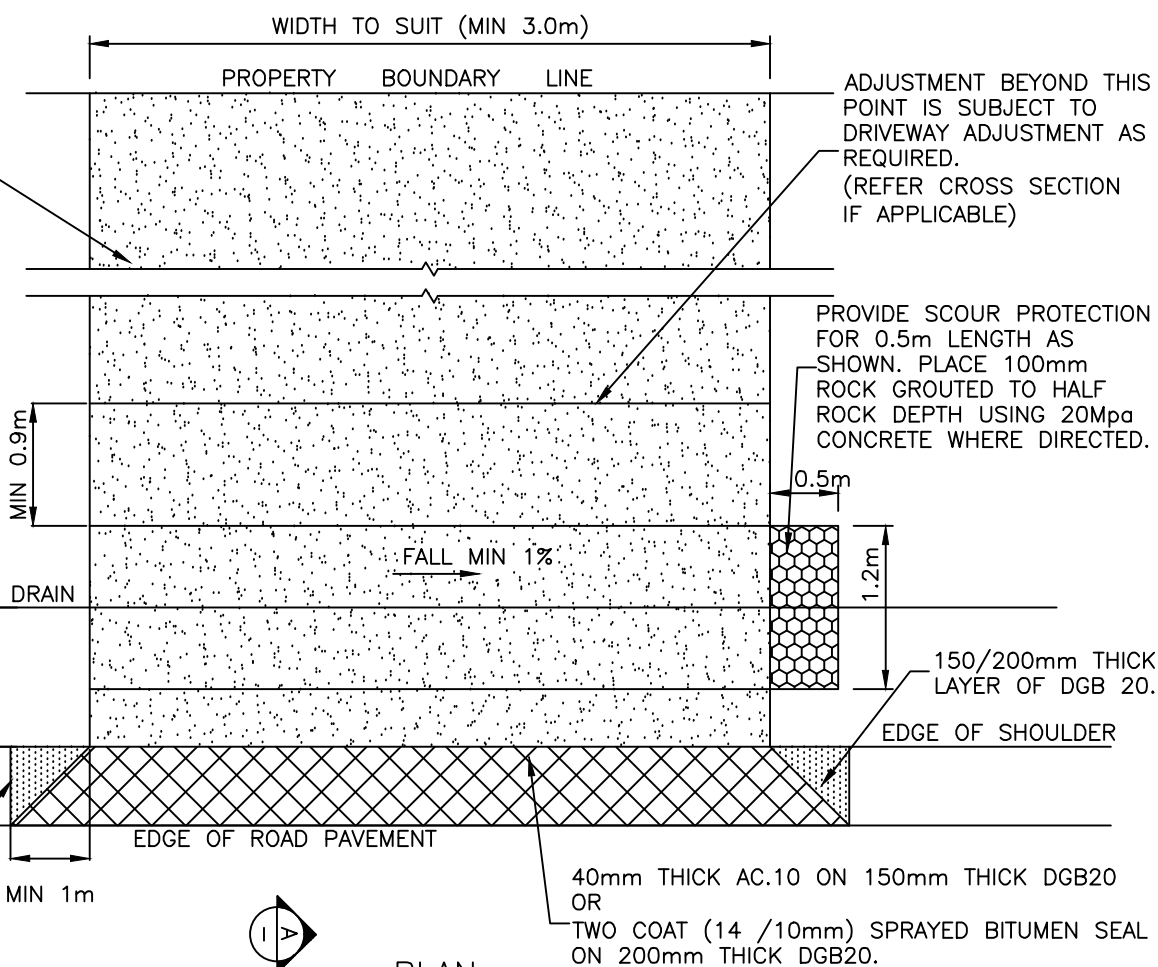 WIDTH TO SUIT (MIN 3.0m)
PROPERTY BOUNDARY LINE
ADJUSTMENT BEYOND THIS
POINT IS SUBJECT TO
DRIVEWAY ADJUSTMENT AS
REQUIRED.
(REFER CROSS SECTION
IF APPLICABLE)
PROVIDE SCOUR PROTECTION
FOR 0.5m LENGTH AS
SHOWN. PLACE 100mm
ROCK GROUTED TO HALF
ROCK DEPTH USING 20Mpa
CONCRETE WHERE DIRECTED.
MIN 0.9m
0.5m
FALL MIN 1%
1.2m
DRAIN
150/200mm THICK
LAYER OF DGB 20.
EDGE OF SHOULDER
EDGE OF ROAD PAVEMENT
MIN 1m
40mm THICK AC.10 ON 150mm THICK DGB20
OR
TWO COAT (14 /10mm) SPRAYED BITUMEN SEAL
ON 200mm THICK DGB20.
A
–
PLAN